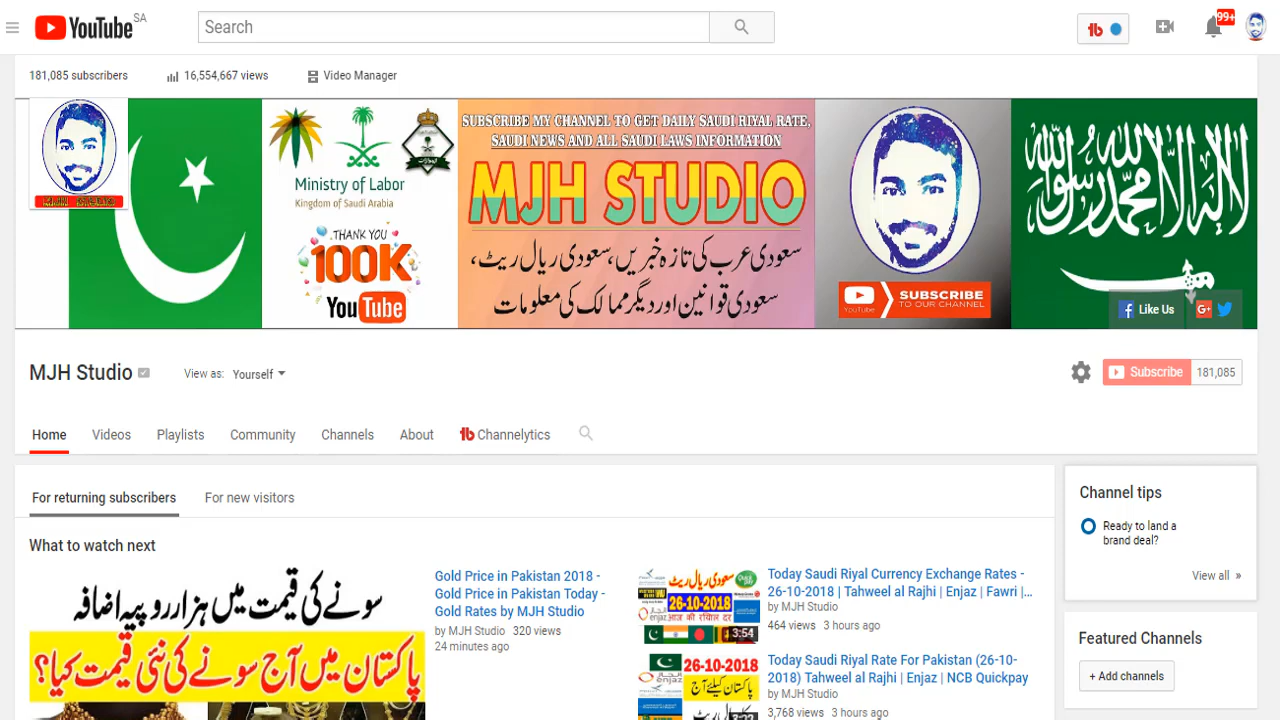 YouTube SA
Search
99+
181,085 subscribers
16,554,667 views
Video Manager
MJH STUDIO
Ministry of Labor
Kingdom of Saudi Arabia
THANK YOU
100K
YouTube
SUBSCRIBE MY CHANNEL TO GET DAILY SAUDI RIYAL RATE,
SAUDI NEWS AND ALL SAUDI LAWS INFORMATION
MJH STUDIO
سعودی عرب کی تازہ خبریں، سعودی ریال ریٹ،
سعودی قوانین اور دیگر ممالک کی معلومات
YouTube
SUBSCRIBE
TO OUR CHANNEL
لا إله إلا الله محمد رسول الله
Like Us
G+
MJH Studio
View as: Yourself
Subscribe 181,085
Home
Videos
Playlists
Community
Channels
About
Channelytics
For returning subscribers
For new visitors
What to watch next
سونے کی قیمت میں ہزار روپیہ اضافہ
پاکستان میں آج سونے کی نئی قیمت کیا؟
Gold Price in Pakistan 2018 -
Gold Price in Pakistan Today -
Gold Rates by MJH Studio
by MJH Studio 320 views
24 minutes ago
سعودی ریال ریٹ
26-10-2018
आज की रियाल दर
3:54
Today Saudi Riyal Currency Exchange Rates -
26-10-2018 | Tahweel al Rajhi | Enjaz | Fawri |...
by MJH Studio
464 views 3 hours ago
26-10-2018
پاکستان کیلئے آج
3:23
Today Saudi Riyal Rate For Pakistan (26-10-
2018) Tahweel al Rajhi | Enjaz | NCB Quickpay
by MJH Studio
3,768 views 3 hours ago
Channel tips
Ready to land a
brand deal?
View all »
Featured Channels
+ Add channels